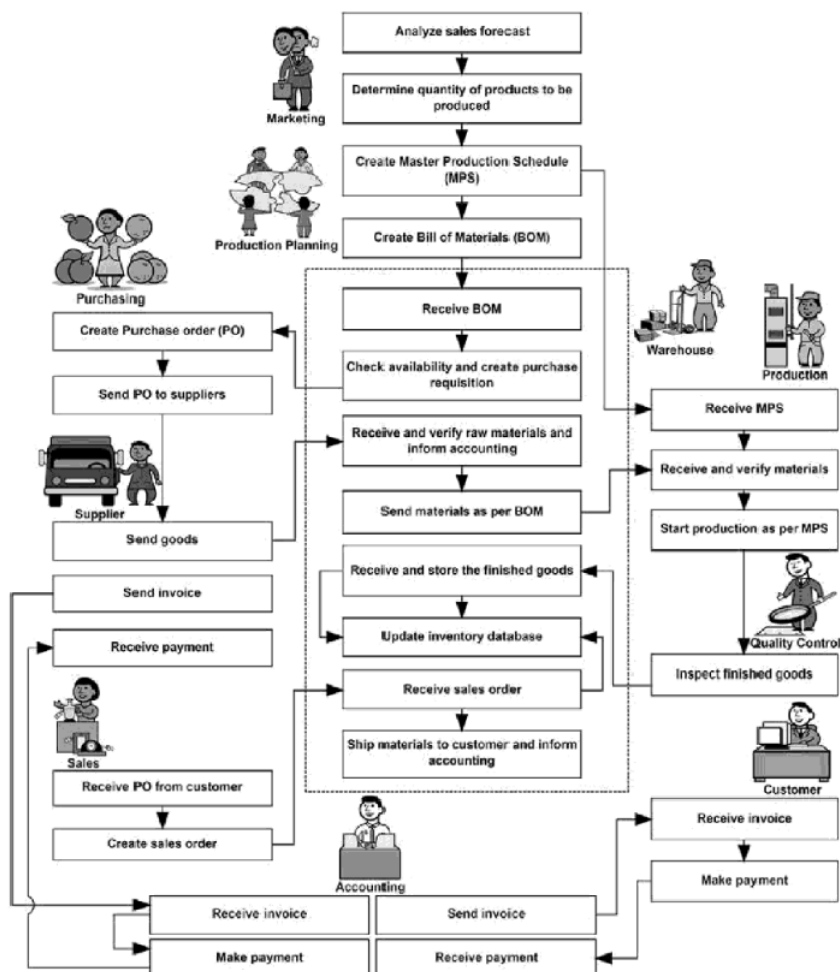 Analyze sales forecast
Determine quantity of products to be
produced
Marketing
Create Master Production Schedule
(MPS)
Production Planning
Create Bill of Materials (BOM)
Purchasing
Receive BOM
Warehouse
Production
Create Purchase order (PO)
Check availability and create purchase
requisition
Send PO to suppliers
Receive MPS
Receive and verify raw materials and
inform accounting
Receive and verify materials
Supplier
Send materials as per BOM
Send goods
Start production as per MPS
Receive and store the finished goods
Send invoice
Update inventory database
Receive payment
Quality Control
Inspect finished goods
Receive sales order
Sales
Ship materials to customer and inform
accounting
Customer
Receive PO from customer
Receive invoice
Create sales order
Accounting
Make payment
Receive invoice
Send invoice
Make payment
Receive payment